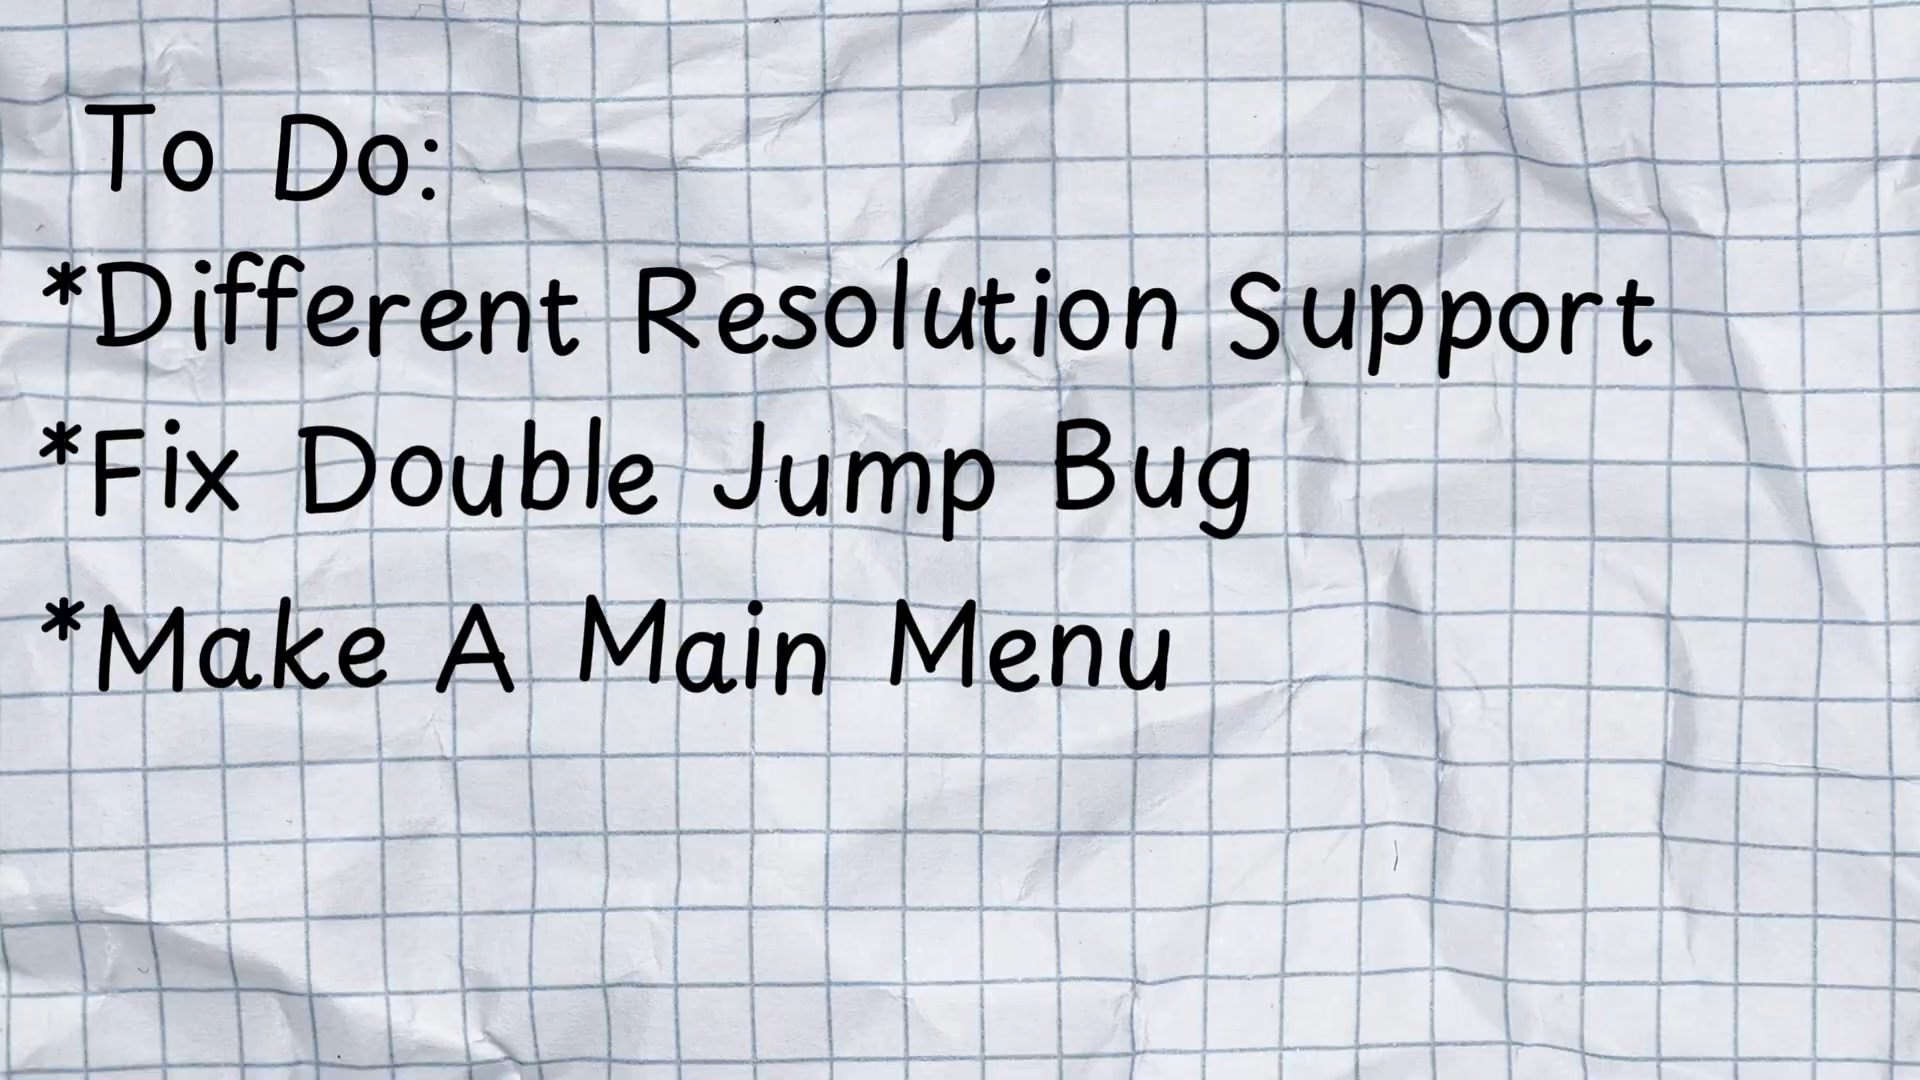 To Do:
*Different Resolution Support
*Fix Double Jump Bug
*Make A Main Menu